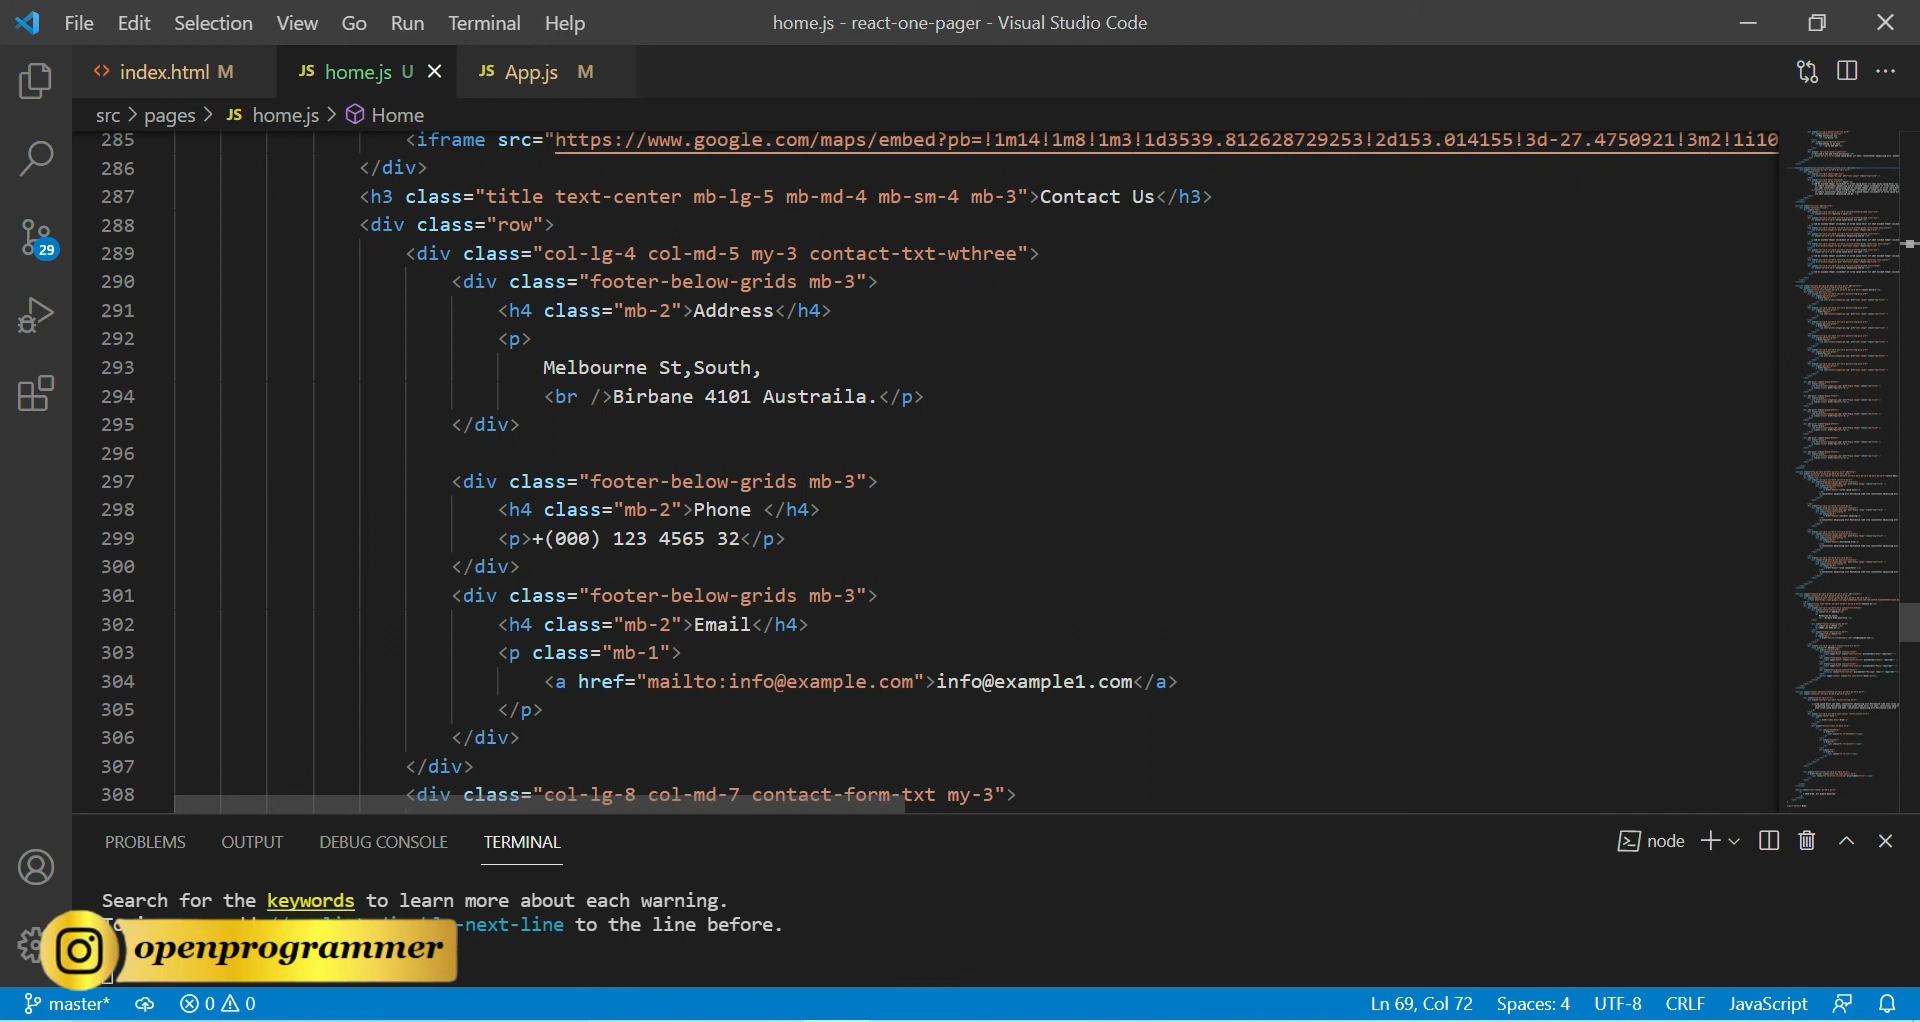 File Edit Selection View Go Run Terminal Help home.js - react-one-pager - Visual Studio Code
index.html M JS home.js U JS App.js M
src > pages > JS home.js > Home
285 <iframe src="https://www.google.com/maps/embed?pb=!1m14!1m8!1m3!1d3539.812628729253!2d153.014155!3d-27.4750921!3m2!1i10
286 </div>
287 <h3 class="title text-center mb-lg-5 mb-md-4 mb-sm-4 mb-3">Contact Us</h3>
288 <div class="row">
289 <div class="col-lg-4 col-md-5 my-3 contact-txt-wthree">
290 <div class="footer-below-grids mb-3">
291 <h4 class="mb-2">Address</h4>
292 <p>
293 Melbourne St,South,
294 <br />Birbane 4101 Austraila.</p>
295 </div>
296
297 <div class="footer-below-grids mb-3">
298 <h4 class="mb-2">Phone </h4>
299 <p>+(000) 123 4565 32</p>
300 </div>
301 <div class="footer-below-grids mb-3">
302 <h4 class="mb-2">Email</h4>
303 <p class="mb-1">
304 <a href="mailto:info@example.com">info@example1.com</a>
305 </p>
306 </div>
307 </div>
308 <div class="col-lg-8 col-md-7 contact-form-txt my-3">
29
PROBLEMS OUTPUT DEBUG CONSOLE TERMINAL node
Search for the keywords to learn more about each warning.
-next-line to the line before.
openprogrammer
master* 0 0 Ln 69, Col 72 Spaces: 4 UTF-8 CRLF JavaScript